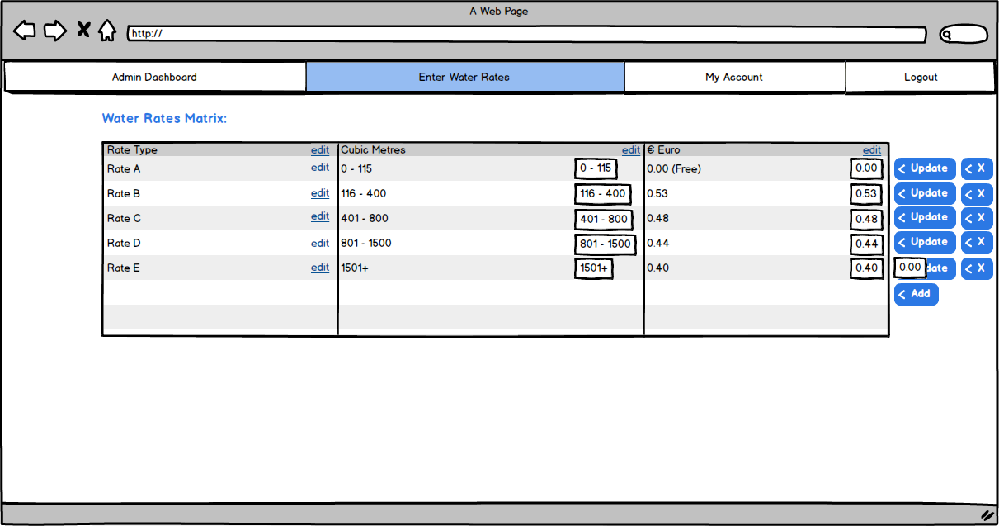 A Web Page
http://
Admin Dashboard Enter Water Rates My Account Logout
Water Rates Matrix:
Rate Type edit Cubic Metres edit € Euro edit
Rate A edit 0 - 115 0 - 115 0.00 (Free) 0.00 < Update < X
Rate B edit 116 - 400 116 - 400 0.53 0.53 < Update < X
Rate C edit 401 - 800 401 - 800 0.48 0.48 < Update < X
Rate D edit 801 - 1500 801 - 1500 0.44 0.44 < Update < X
Rate E edit 1501+ 1501+ 0.40 0.40 0.00 date < X
< Add